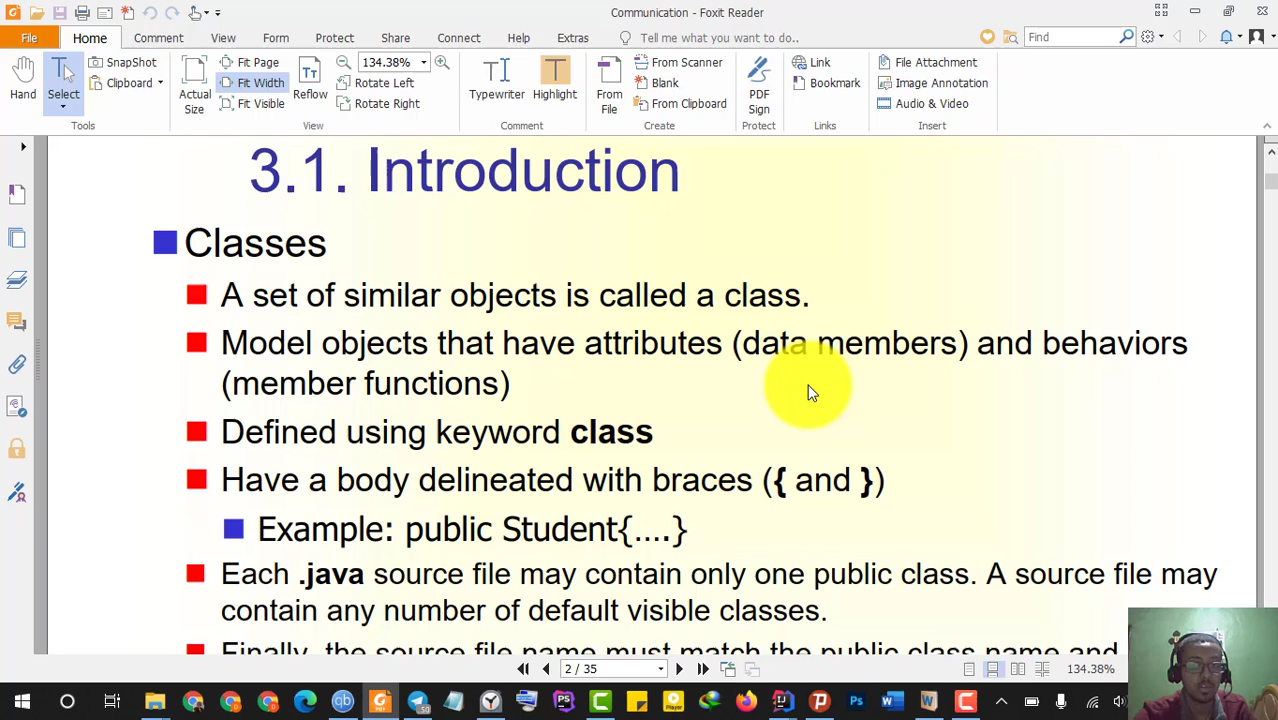 Communication - Foxit Reader
File Home Comment View Form Protect Share Connect Help Extras Tell me what you want to do... Find
Hand Select SnapShot Clipboard
Tools
Actual Size Fit Page Fit Width Fit Visible Reflow 134.38% Rotate Left Rotate Right
View
Typewriter Highlight
Comment
From File From Scanner Blank From Clipboard
Create
PDF Sign
Protect
Link Bookmark
Links
File Attachment Image Annotation Audio & Video
Insert
3.1. Introduction
Classes
A set of similar objects is called a class.
Model objects that have attributes (data members) and behaviors
(member functions)
Defined using keyword class
Have a body delineated with braces ({ and })
Example: public Student{....}
Each .java source file may contain only one public class. A source file may
contain any number of default visible classes.
Finally, the source file name must match the public class name and
2 / 35
134.38%